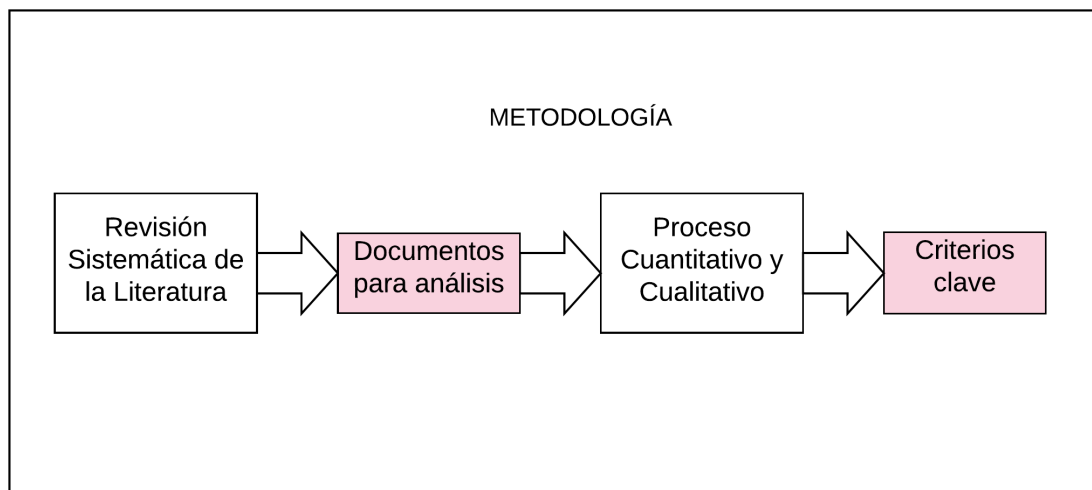 METODOLOGÍA
Revisión
Sistemática de
la Literatura
Documentos
para análisis
Proceso
Cuantitativo y
Cualitativo
Criterios
clave